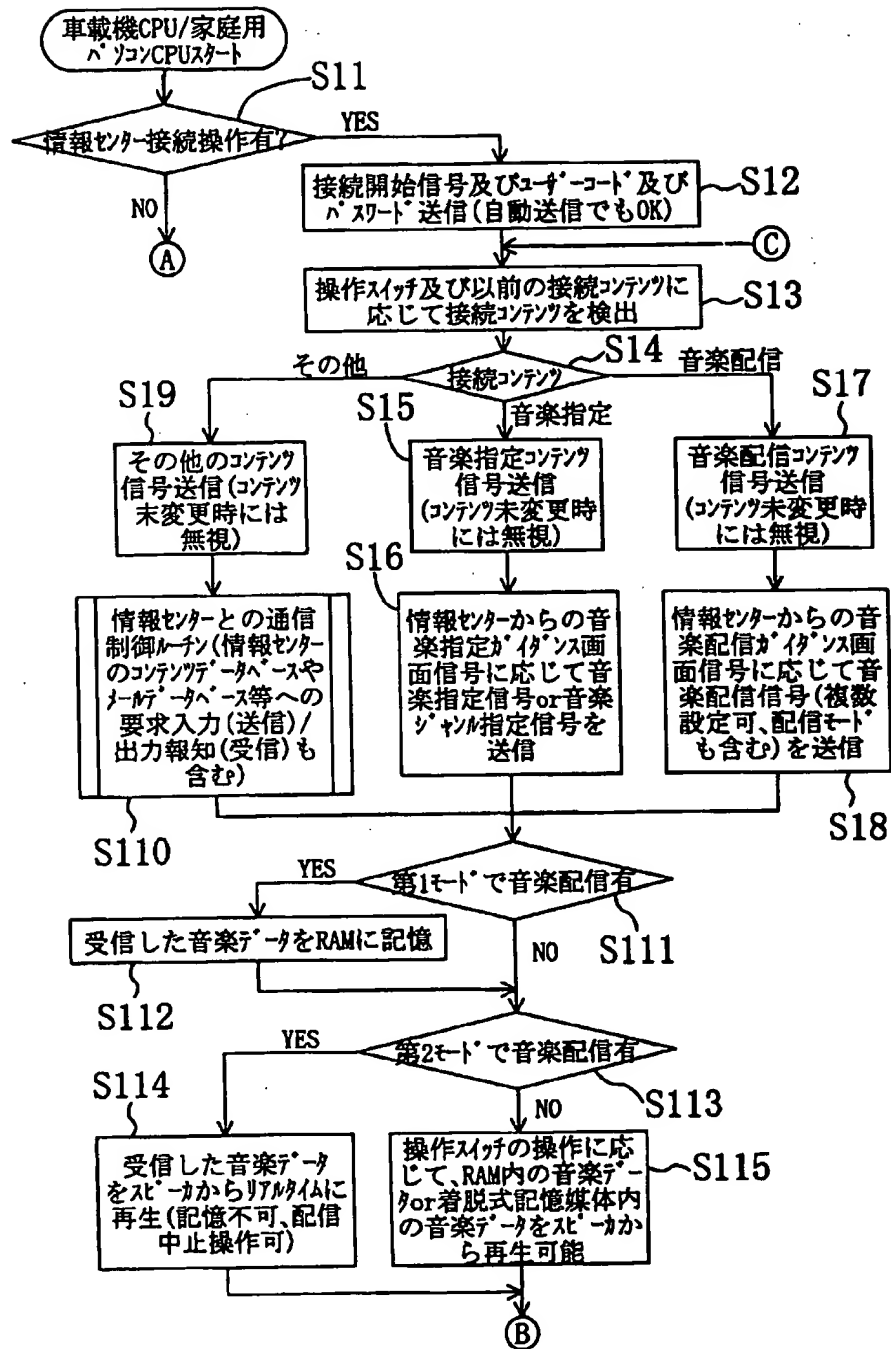 車載機CPU/家庭用
パソコンCPUスタート
S11
情報センター接続操作有?
YES
NO
A
接続開始信号及びユーザーコード及び
パスワード送信(自動送信でもOK)
S12
C
操作スイッチ及び以前の接続コンテンツに
応じて接続コンテンツを検出
S13
S14
接続コンテンツ
その他
音楽指定
音楽配信
S19
その他のコンテンツ
信号送信(コンテンツ
末変更時には
無視)
S15
音楽指定コンテンツ
信号送信
(コンテンツ未変更時
には無視)
S17
音楽配信コンテンツ
信号送信
(コンテンツ未変更時
には無視)
情報センターとの通信
制御ルーチン(情報センター
のコンテンツデータベースや
メールデータベース等への
要求入力(送信)/
出力報知(受信)も
含む)
S110
S16
情報センターからの音
楽指定ガイダンス画
面信号に応じて音
楽指定信号or音楽
ジャンル指定信号を
送信
情報センターからの音
楽配信ガイダンス画
面信号に応じて音
楽配信信号(複数
設定可、配信モード
も含む)を送信
S18
第1モードで音楽配信有
YES
NO
S111
受信した音楽データをRAMに記憶
S112
第2モードで音楽配信有
YES
NO
S113
S114
受信した音楽データ
をスピーカからリアルタイムに
再生(記憶不可、配信
中止操作可)
操作スイッチの操作に応
じて、RAM内の音楽デー
タor着脱式記憶媒体内
の音楽データをスピーカか
ら再生可能
S115
B